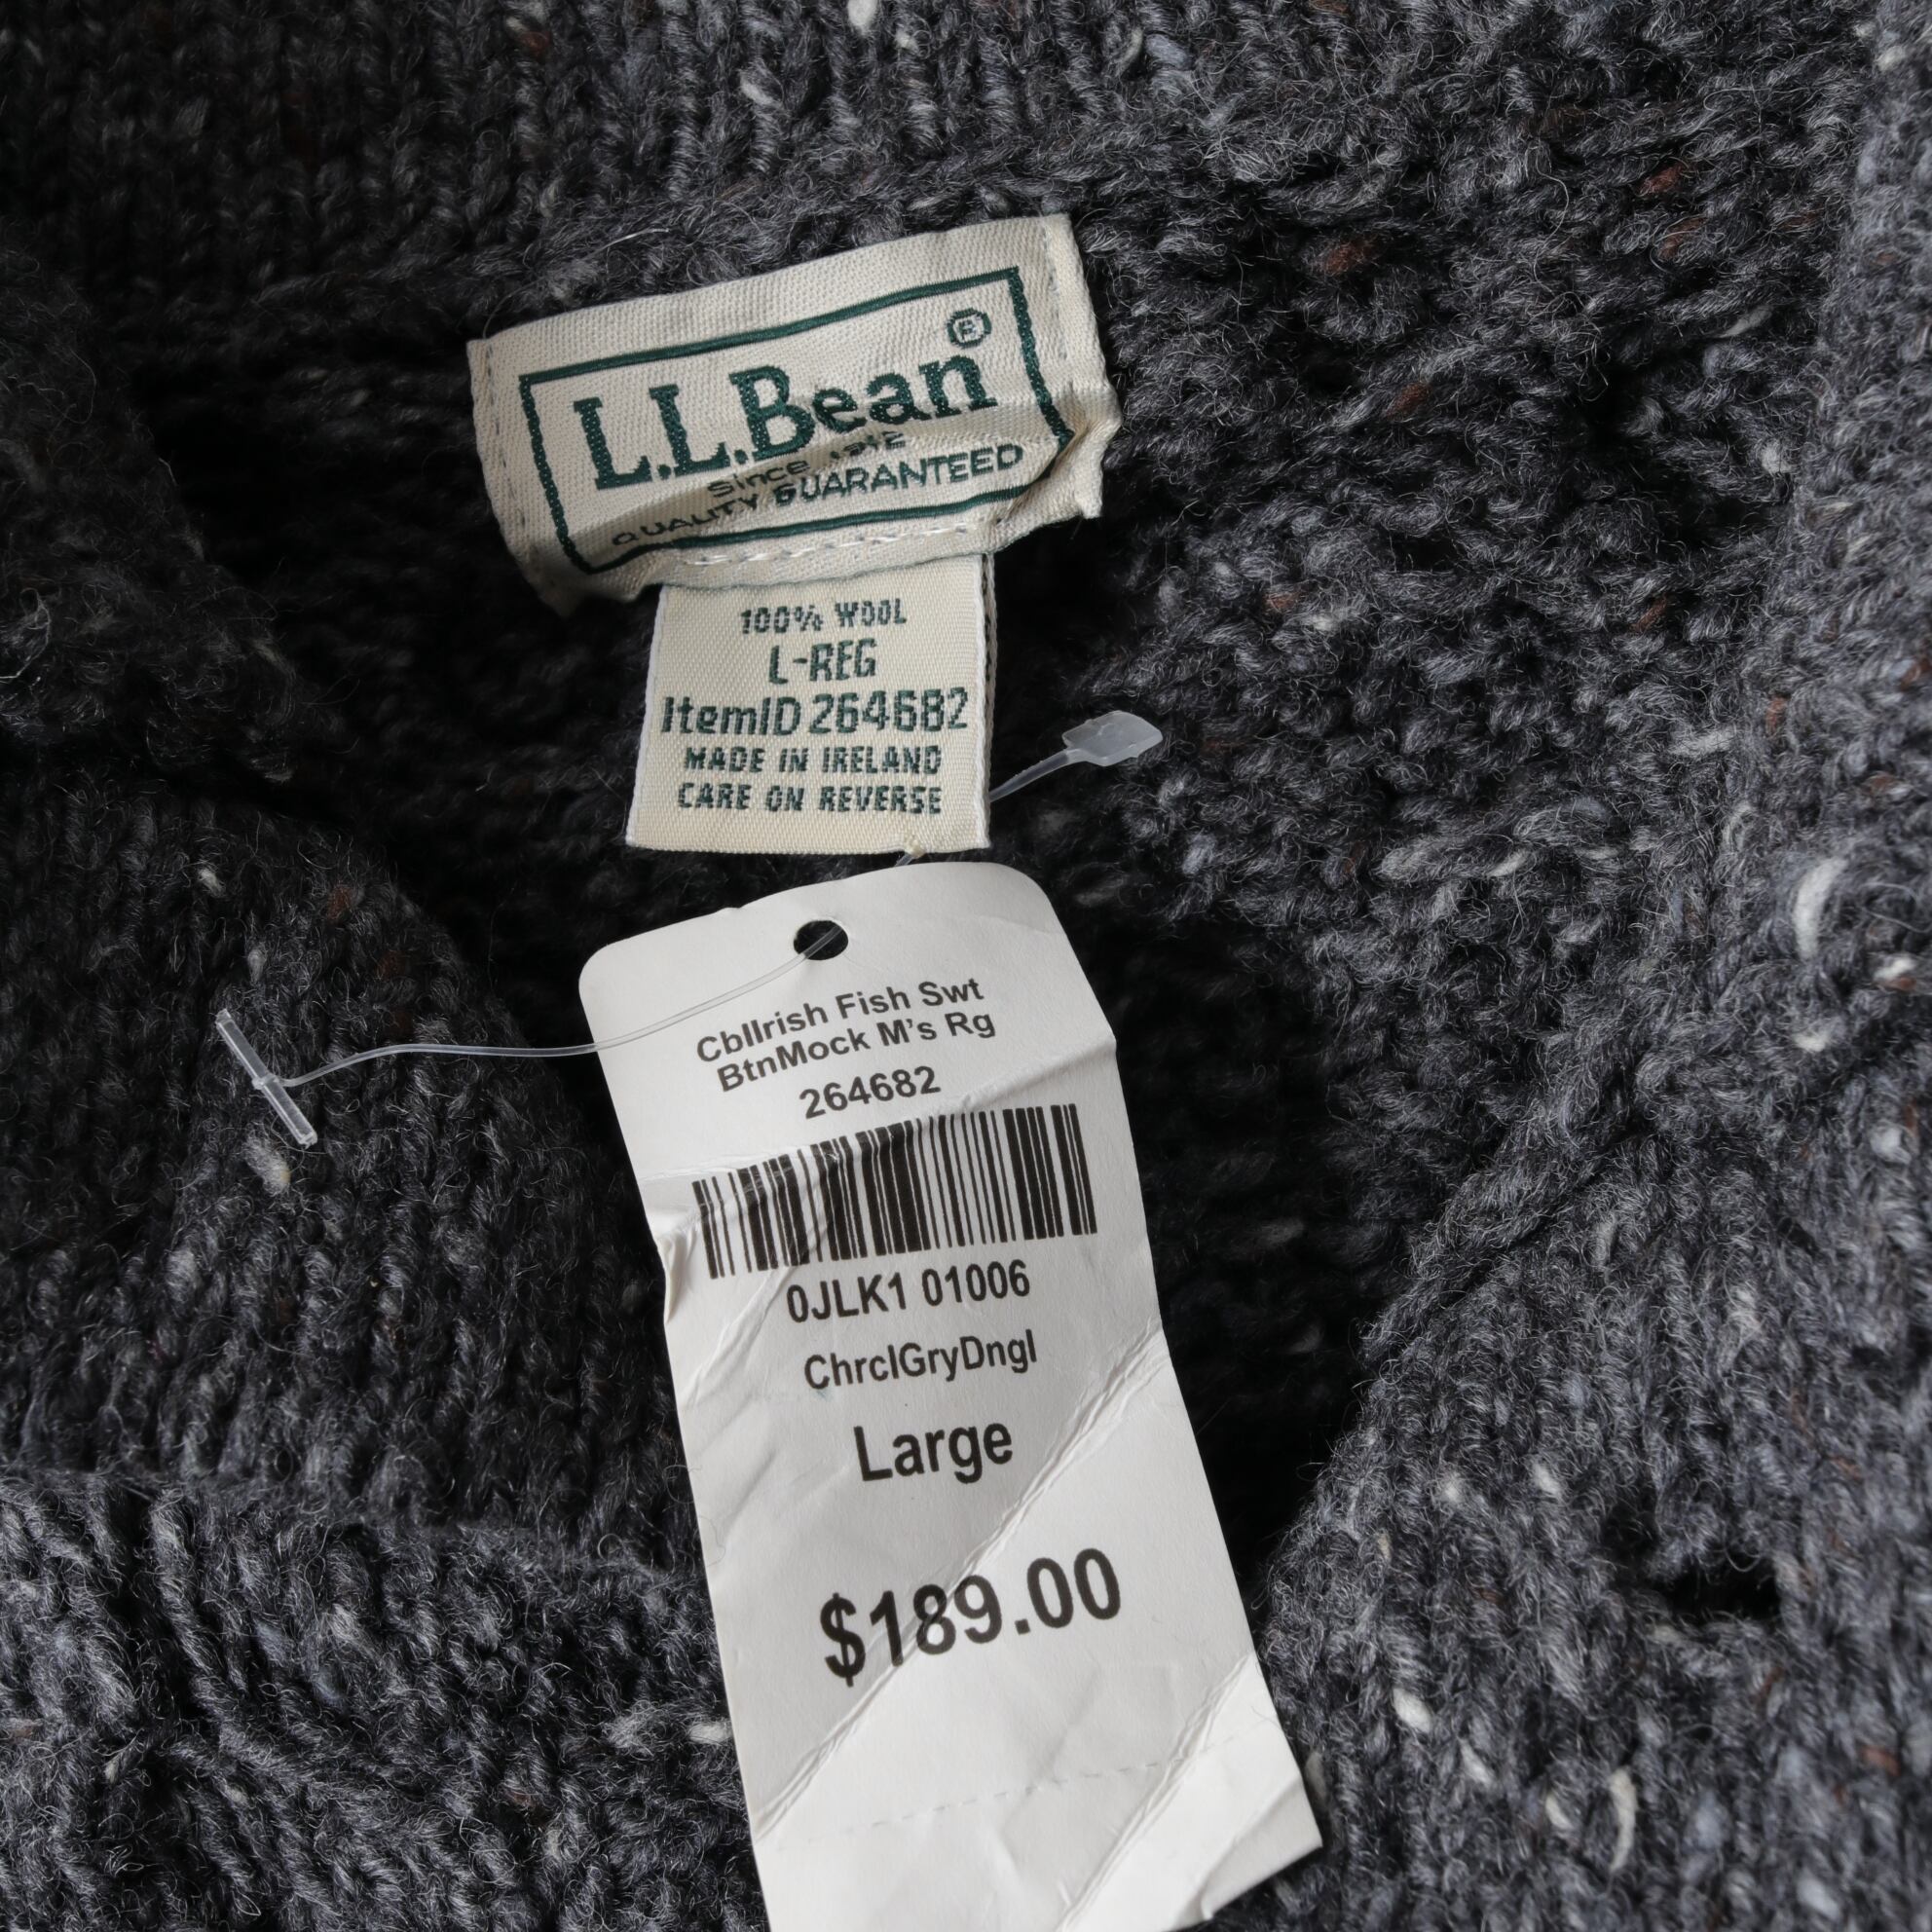 L.L.Bean®
Since 1912
QUALITY GUARANTEED
100% WOOL
L-REG
ItemID 264682
MADE IN IRELAND
CARE ON REVERSE
CblIrish Fish Swt
BtnMock M's Rg
264682
0JLK1 01006
ChrclGryDngl
Large
$189.00